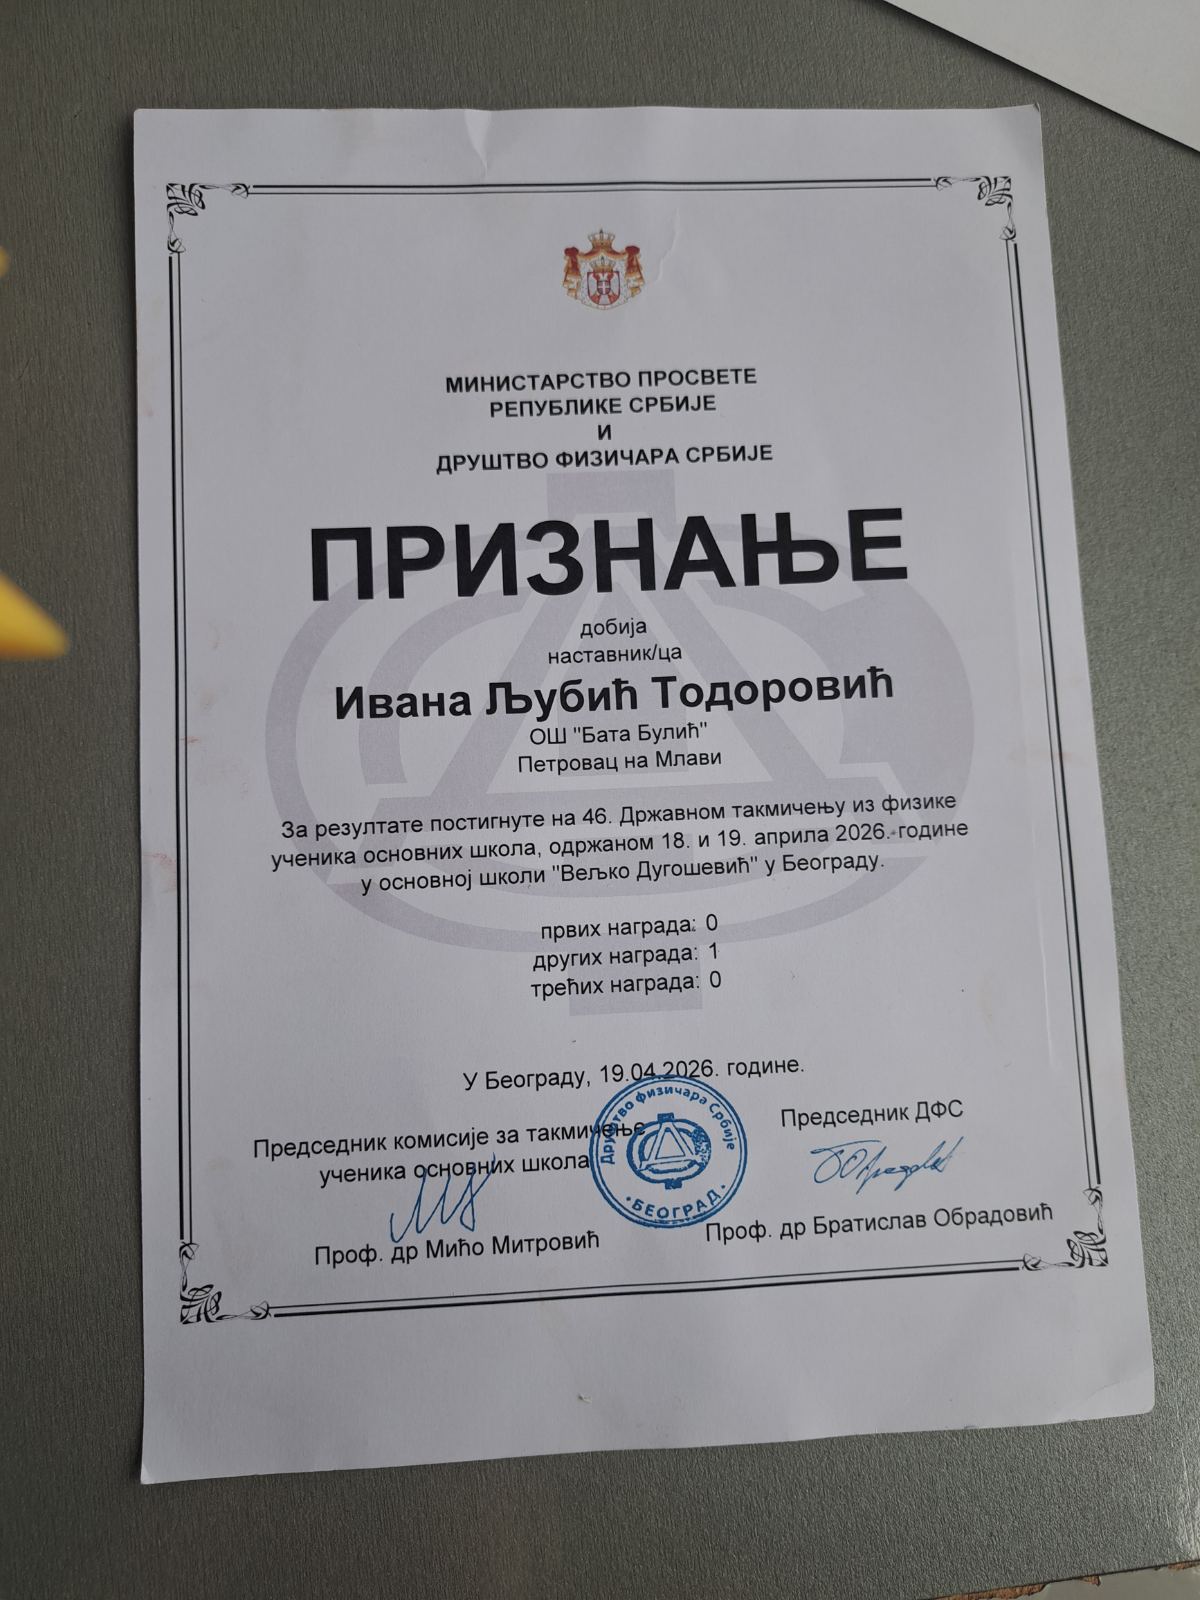 МИНИСТАРСТВО ПРОСВЕТЕ
РЕПУБЛИКЕ СРБИЈЕ
И
ДРУШТВО ФИЗИЧАРА СРБИЈЕ
ПРИЗНАЊЕ
добија
наставник/ца
Ивана Љубић Тодоровић
ОШ "Бата Булић"
Петровац на Млави
За резултате постигнуте на 46. Државном такмичењу из физике
ученика основних школа, одржаном 18. и 19. априла 2026. године
у основној школи "Вељко Дугошевић" у Београду.
првих награда: 0
других награда: 1
трећих награда: 0
У Београду, 19.04.2026. године.
Председник комисије за такмичење
ученика основних школа
Проф. др Мићо Митровић
Друштво физичара Србије
БЕОГРАД
Председник ДФС
Проф. др Братислав Обрадовић